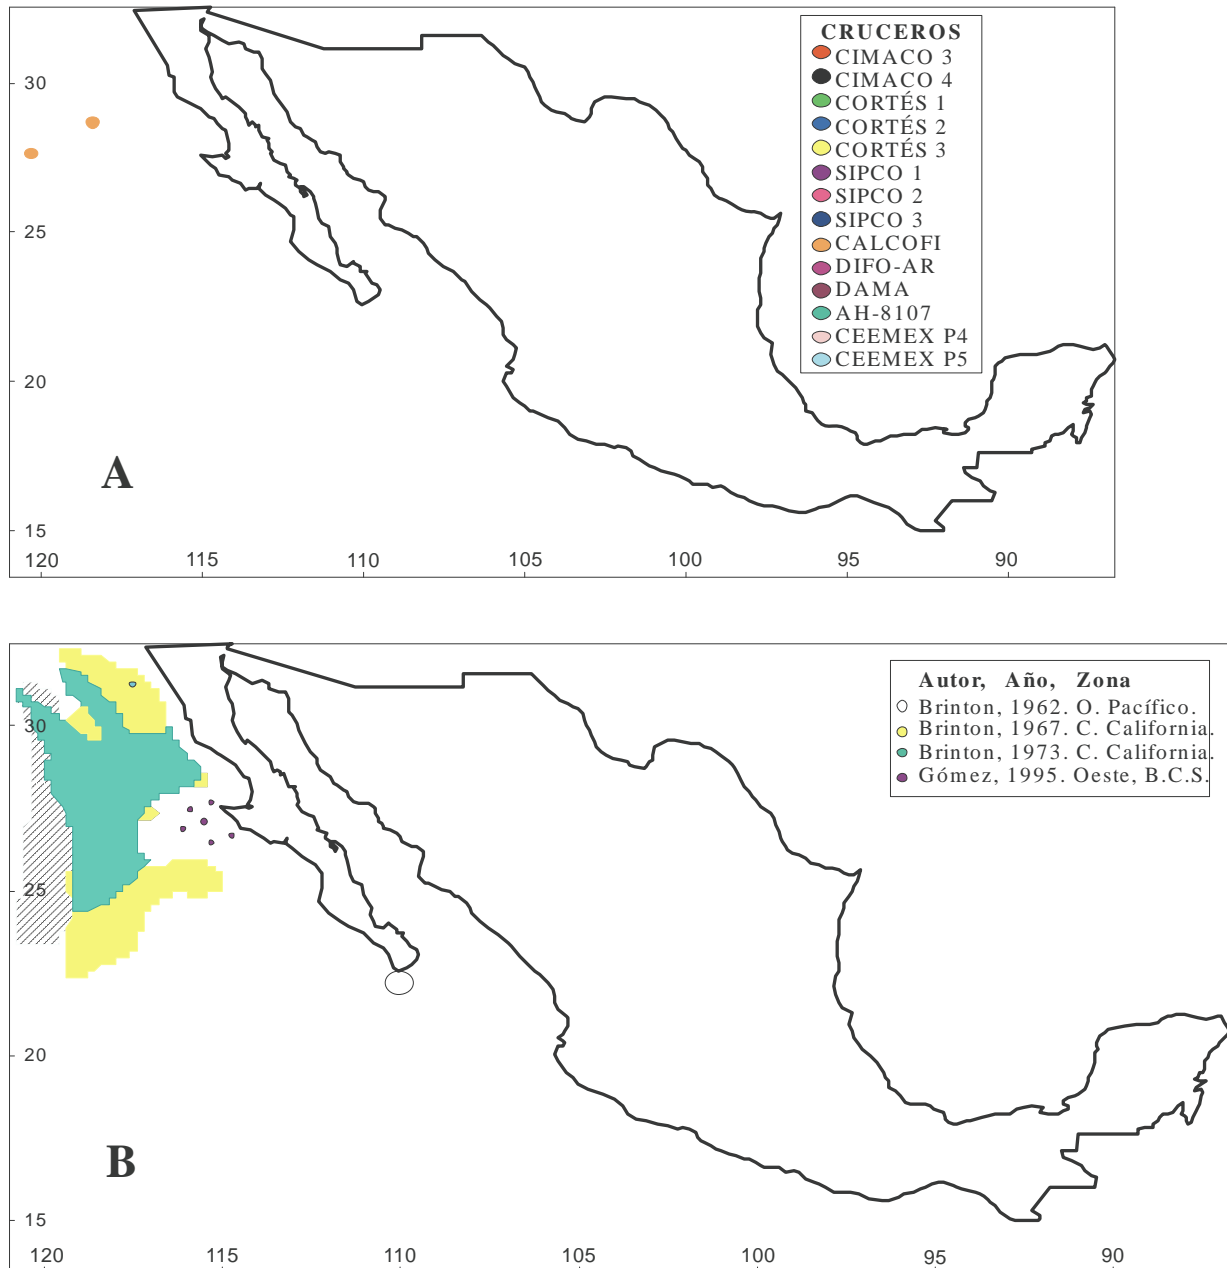 CRUCEROS
CIMACO 3
CIMACO 4
CORTÉS 1
CORTÉS 2
CORTÉS 3
SIPCO 1
SIPCO 2
SIPCO 3
CALCOFI
DIFO-AR
DAMA
AH-8107
CEEMEX P4
CEEMEX P5
30
25
20
15
A
120
115
110
105
100
95
90
Autor, Año, Zona
Brinton, 1962. O. Pacífico.
Brinton, 1967. C. California.
Brinton, 1973. C. California.
Gómez, 1995. Oeste, B.C.S.
30
25
20
15
B
120
115
110
105
100
95
90